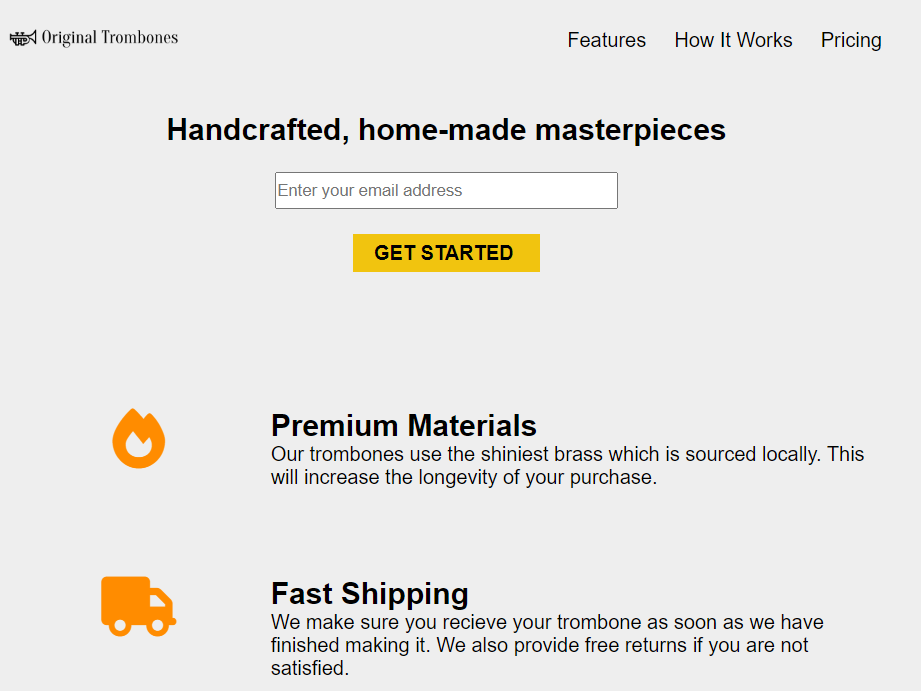 Original Trombones
Features How It Works Pricing
Handcrafted, home-made masterpieces
Enter your email address
GET STARTED
Premium Materials
Our trombones use the shiniest brass which is sourced locally. This
will increase the longevity of your purchase.
Fast Shipping
We make sure you recieve your trombone as soon as we have
finished making it. We also provide free returns if you are not
satisfied.